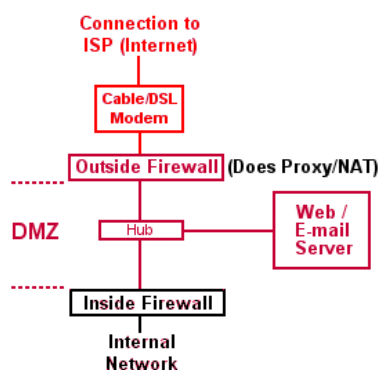 Connection to
ISP (Internet)
Cable/DSL
Modem
Outside Firewall (Does Proxy/NAT)
DMZ
Hub
Web /
E-mail
Server
Inside Firewall
Internal
Network